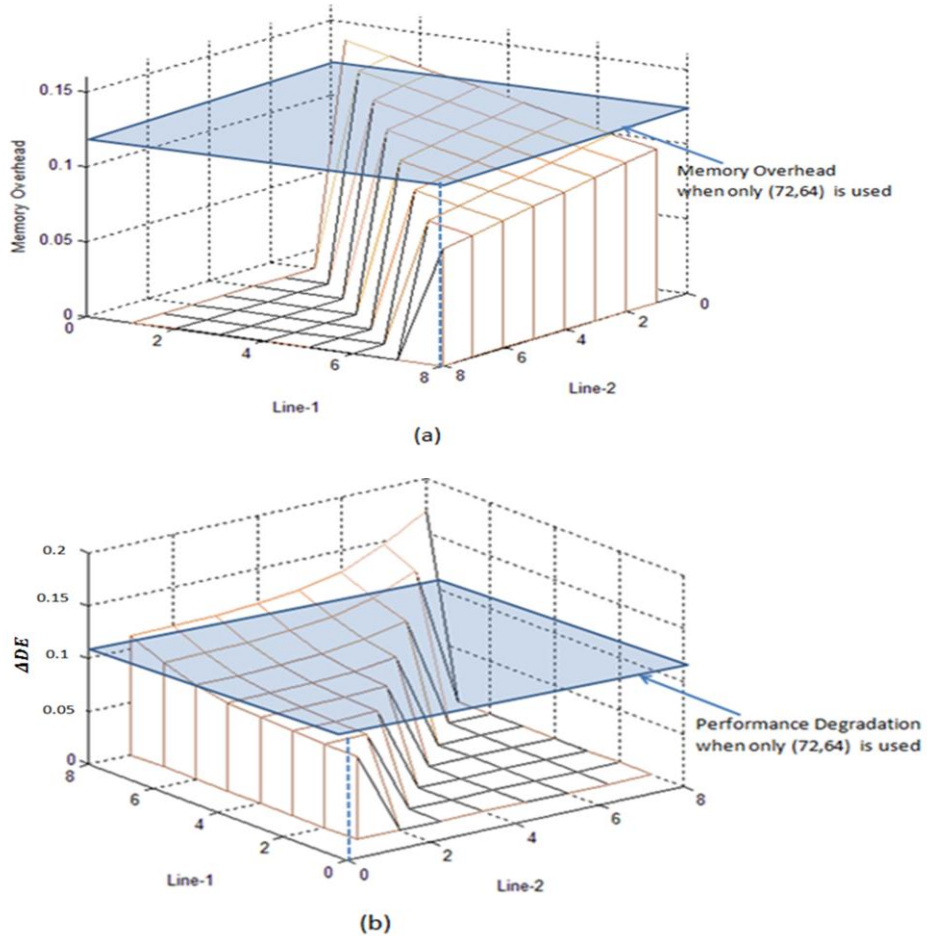 0.15
0.1
0.05
0
Memory Overhead
0
2
4
6
8
Line-1
8
6
4
2
0
Line-2
Memory Overhead
when only (72,64) is used
(a)
0.2
0.15
0.1
0.05
0
ΔDE
8
6
4
2
0
Line-1
0
2
4
6
8
Line-2
Performance Degradation
when only (72,64) is used
(b)